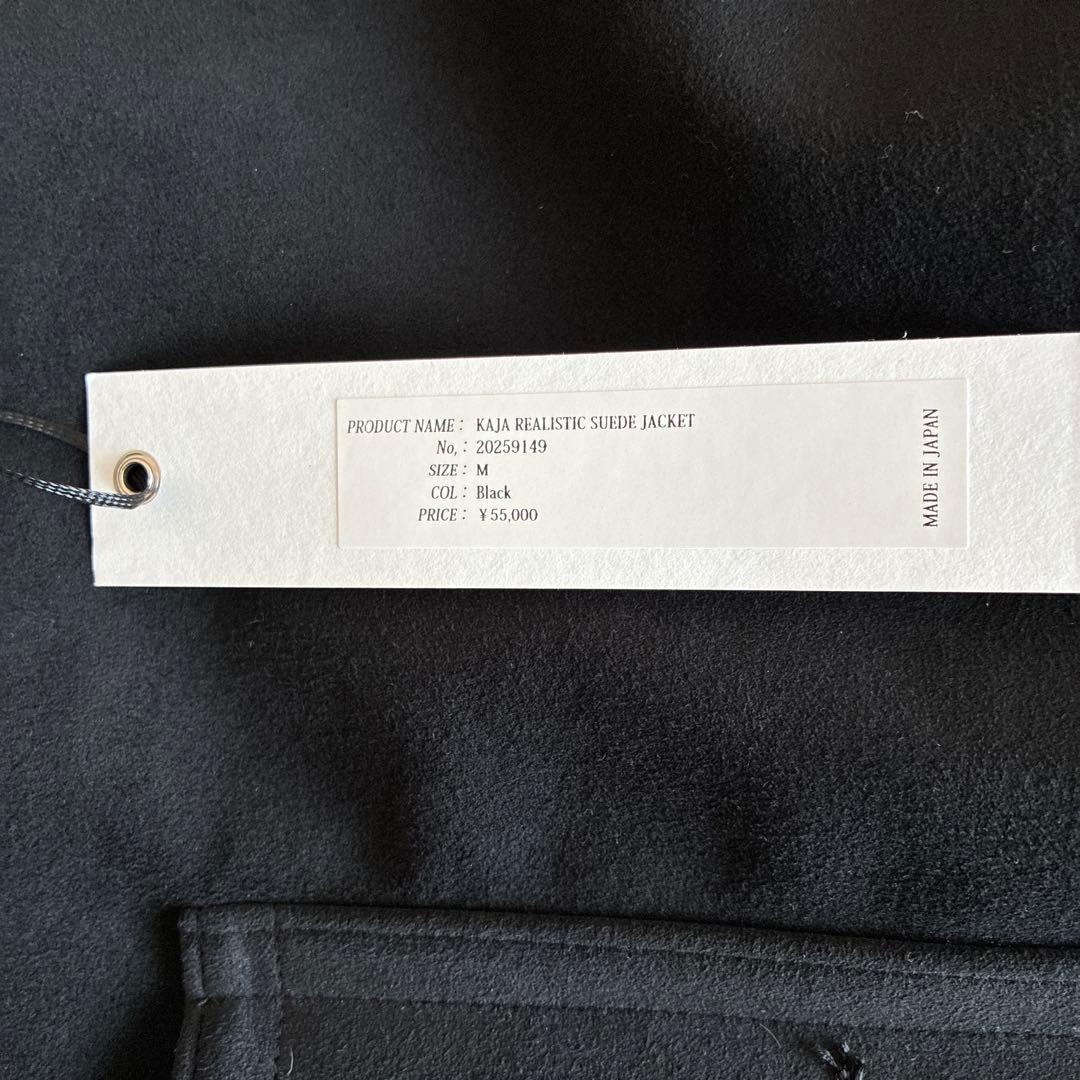 PRODUCT NAME : KAJA REALISTIC SUEDE JACKET
No, : 20259149
SIZE : M
COL : Black
PRICE : ¥55,000
MADE IN JAPAN